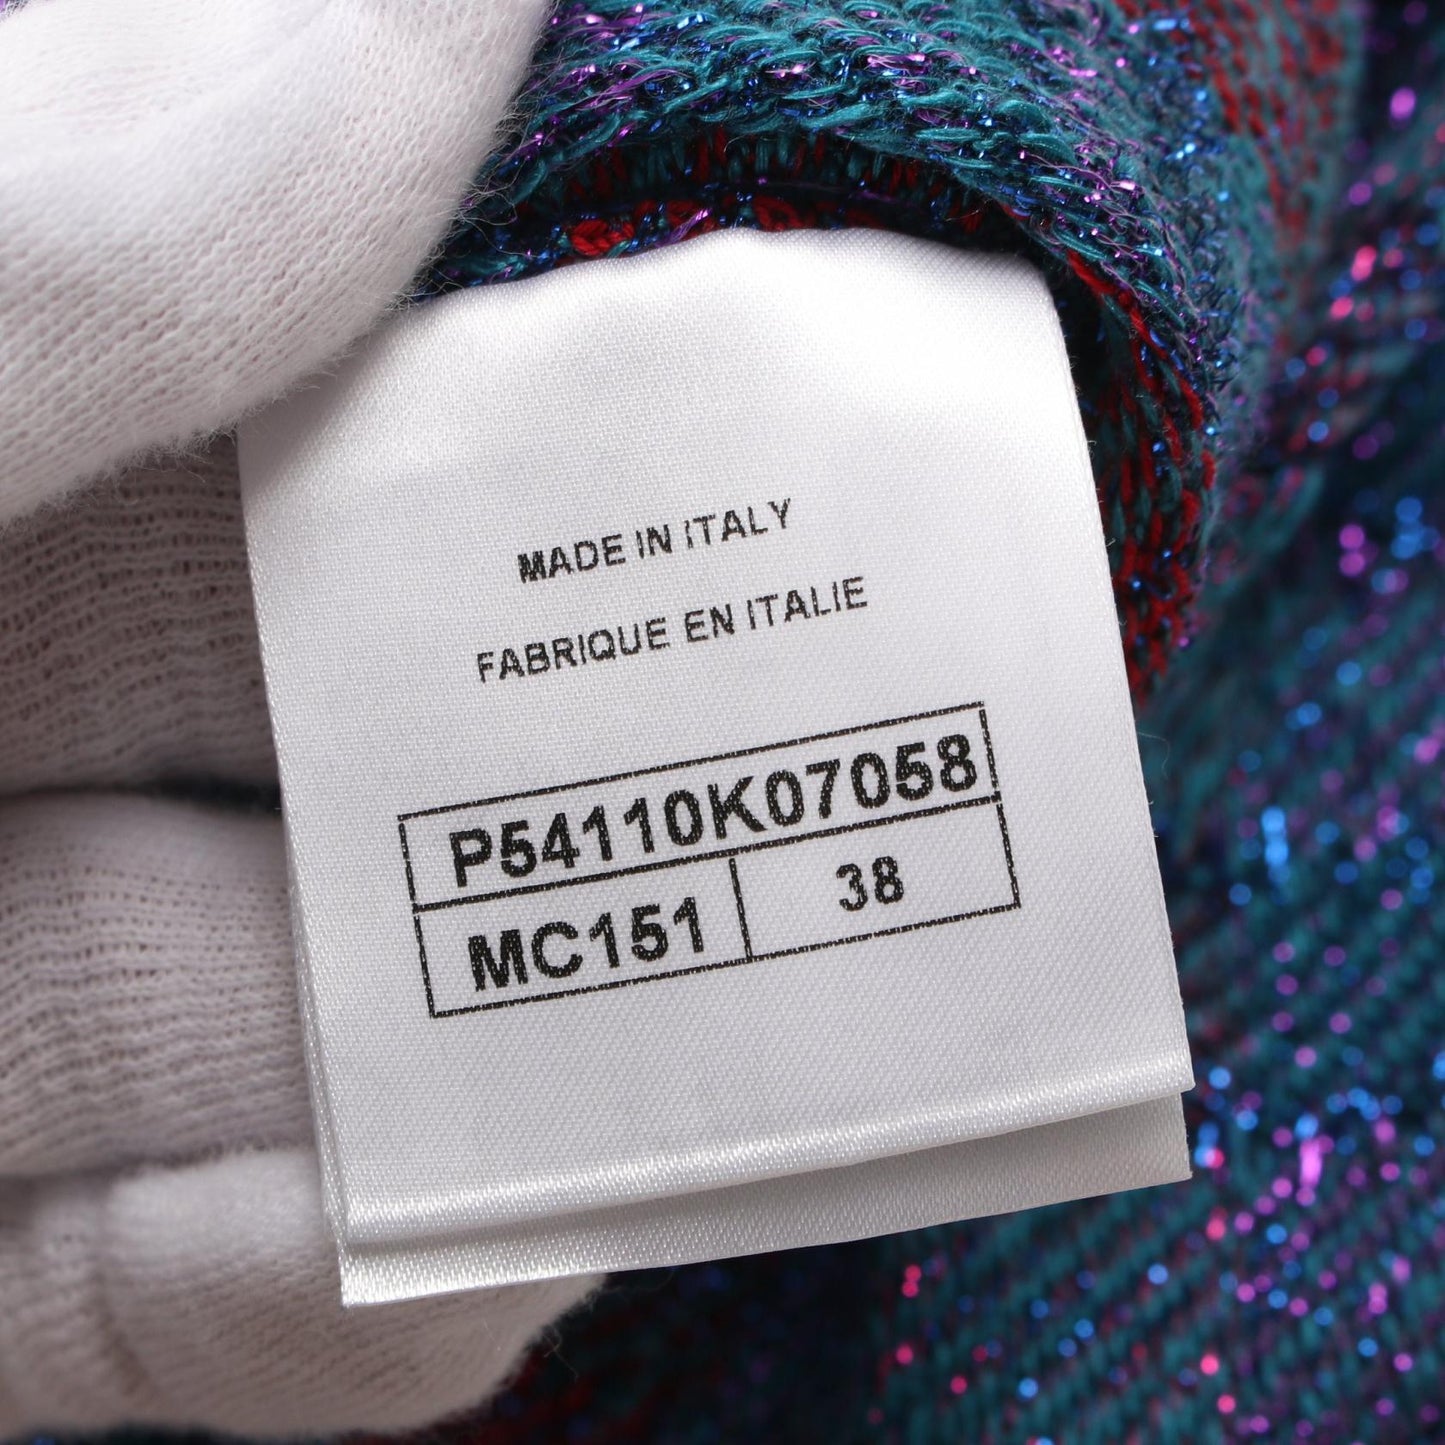 MADE IN ITALY
FABRIQUE EN ITALIE
P54110K07058
MC151 38